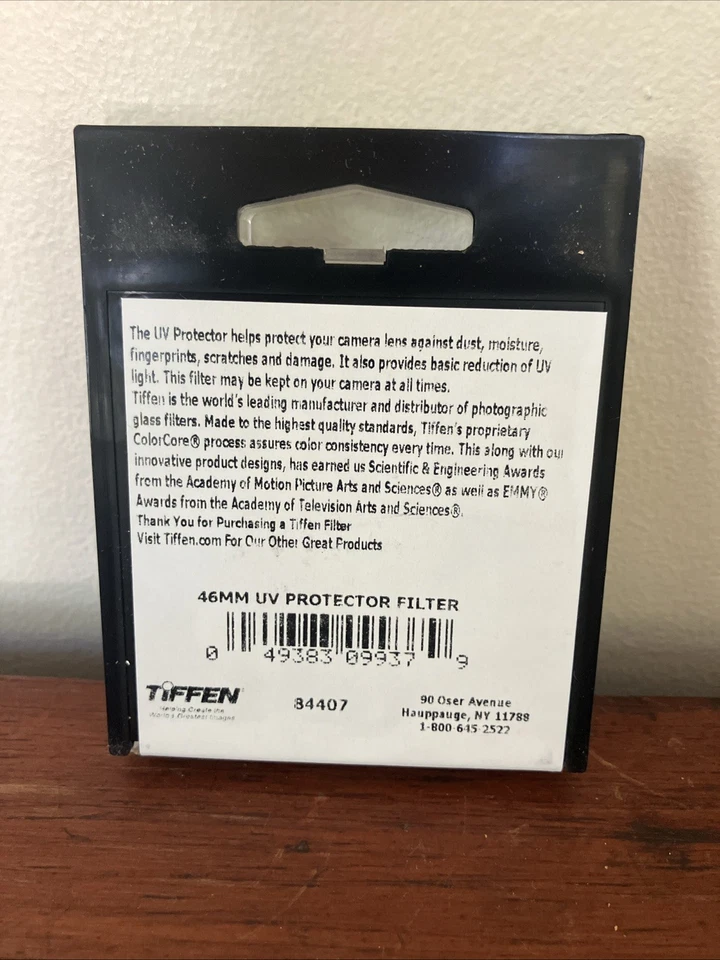 The UV Protector helps protect your camera lens against dust, moisture,
fingerprints, scratches and damage. It also provides basic reduction of UV
light. This filter may be kept on your camera at all times.
Tiffen is the world's leading manufacturer and distributor of photographic
glass filters. Made to the highest quality standards, Tiffen's proprietary
ColorCore® process assures color consistency every time. This along with our
innovative product designs, has earned us Scientific & Engineering Awards
from the Academy of Motion Picture Arts and Sciences® as well as EMMY®
Awards from the Academy of Television Arts and Sciences®.
Thank You for Purchasing a Tiffen Filter
Visit Tiffen.com For Our Other Great Products
46MM UV PROTECTOR FILTER
0 49383 09937 9
TIFFEN
Helping Create the
World's Greatest Images
84407
90 Oser Avenue
Hauppauge, NY 11788
1-800-645-2522